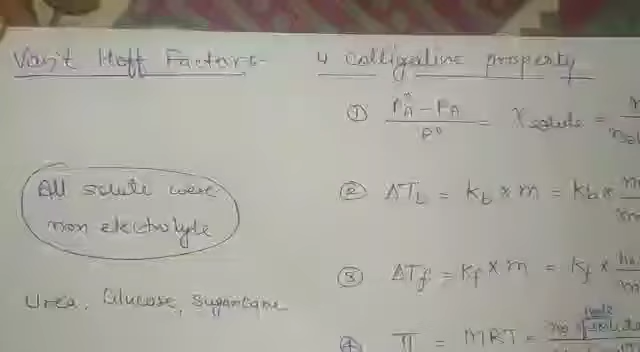 Van't Hoff Factor:-
All solute were
non electrolyte
Urea, Glucose, Sugarcane
4 Colligative property
① (P°A - PA) / P° = Xsolute =
② ΔTb = Kb × m = Kb ×
③ ΔTf = Kf × m = Kf ×
④ π = MRT =